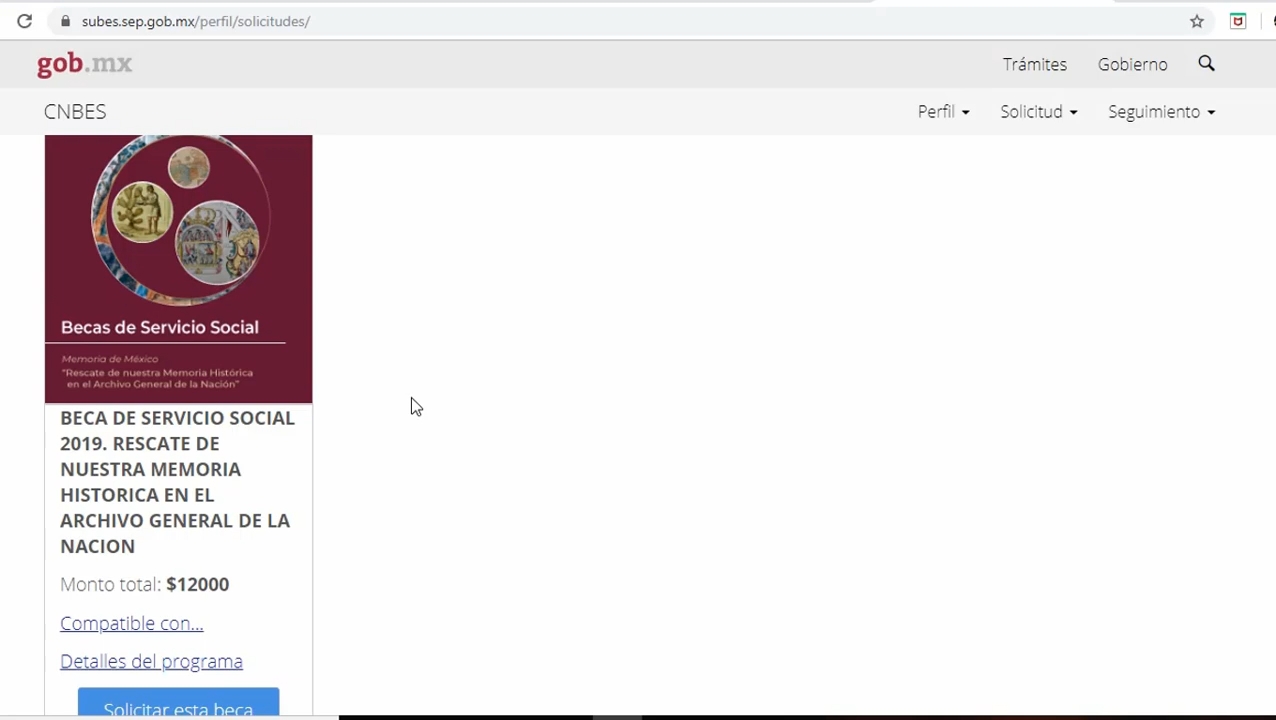 subes.sep.gob.mx/perfil/solicitudes/
gob.mx
Trámites
Gobierno
CNBES
Perfil
Solicitud
Seguimiento
Becas de Servicio Social
Memoria de México
"Rescate de nuestra Memoria Histórica
en el Archivo General de la Nación"
BECA DE SERVICIO SOCIAL
2019. RESCATE DE
NUESTRA MEMORIA
HISTORICA EN EL
ARCHIVO GENERAL DE LA
NACION
Monto total: $12000
Compatible con...
Detalles del programa
Solicitar esta beca